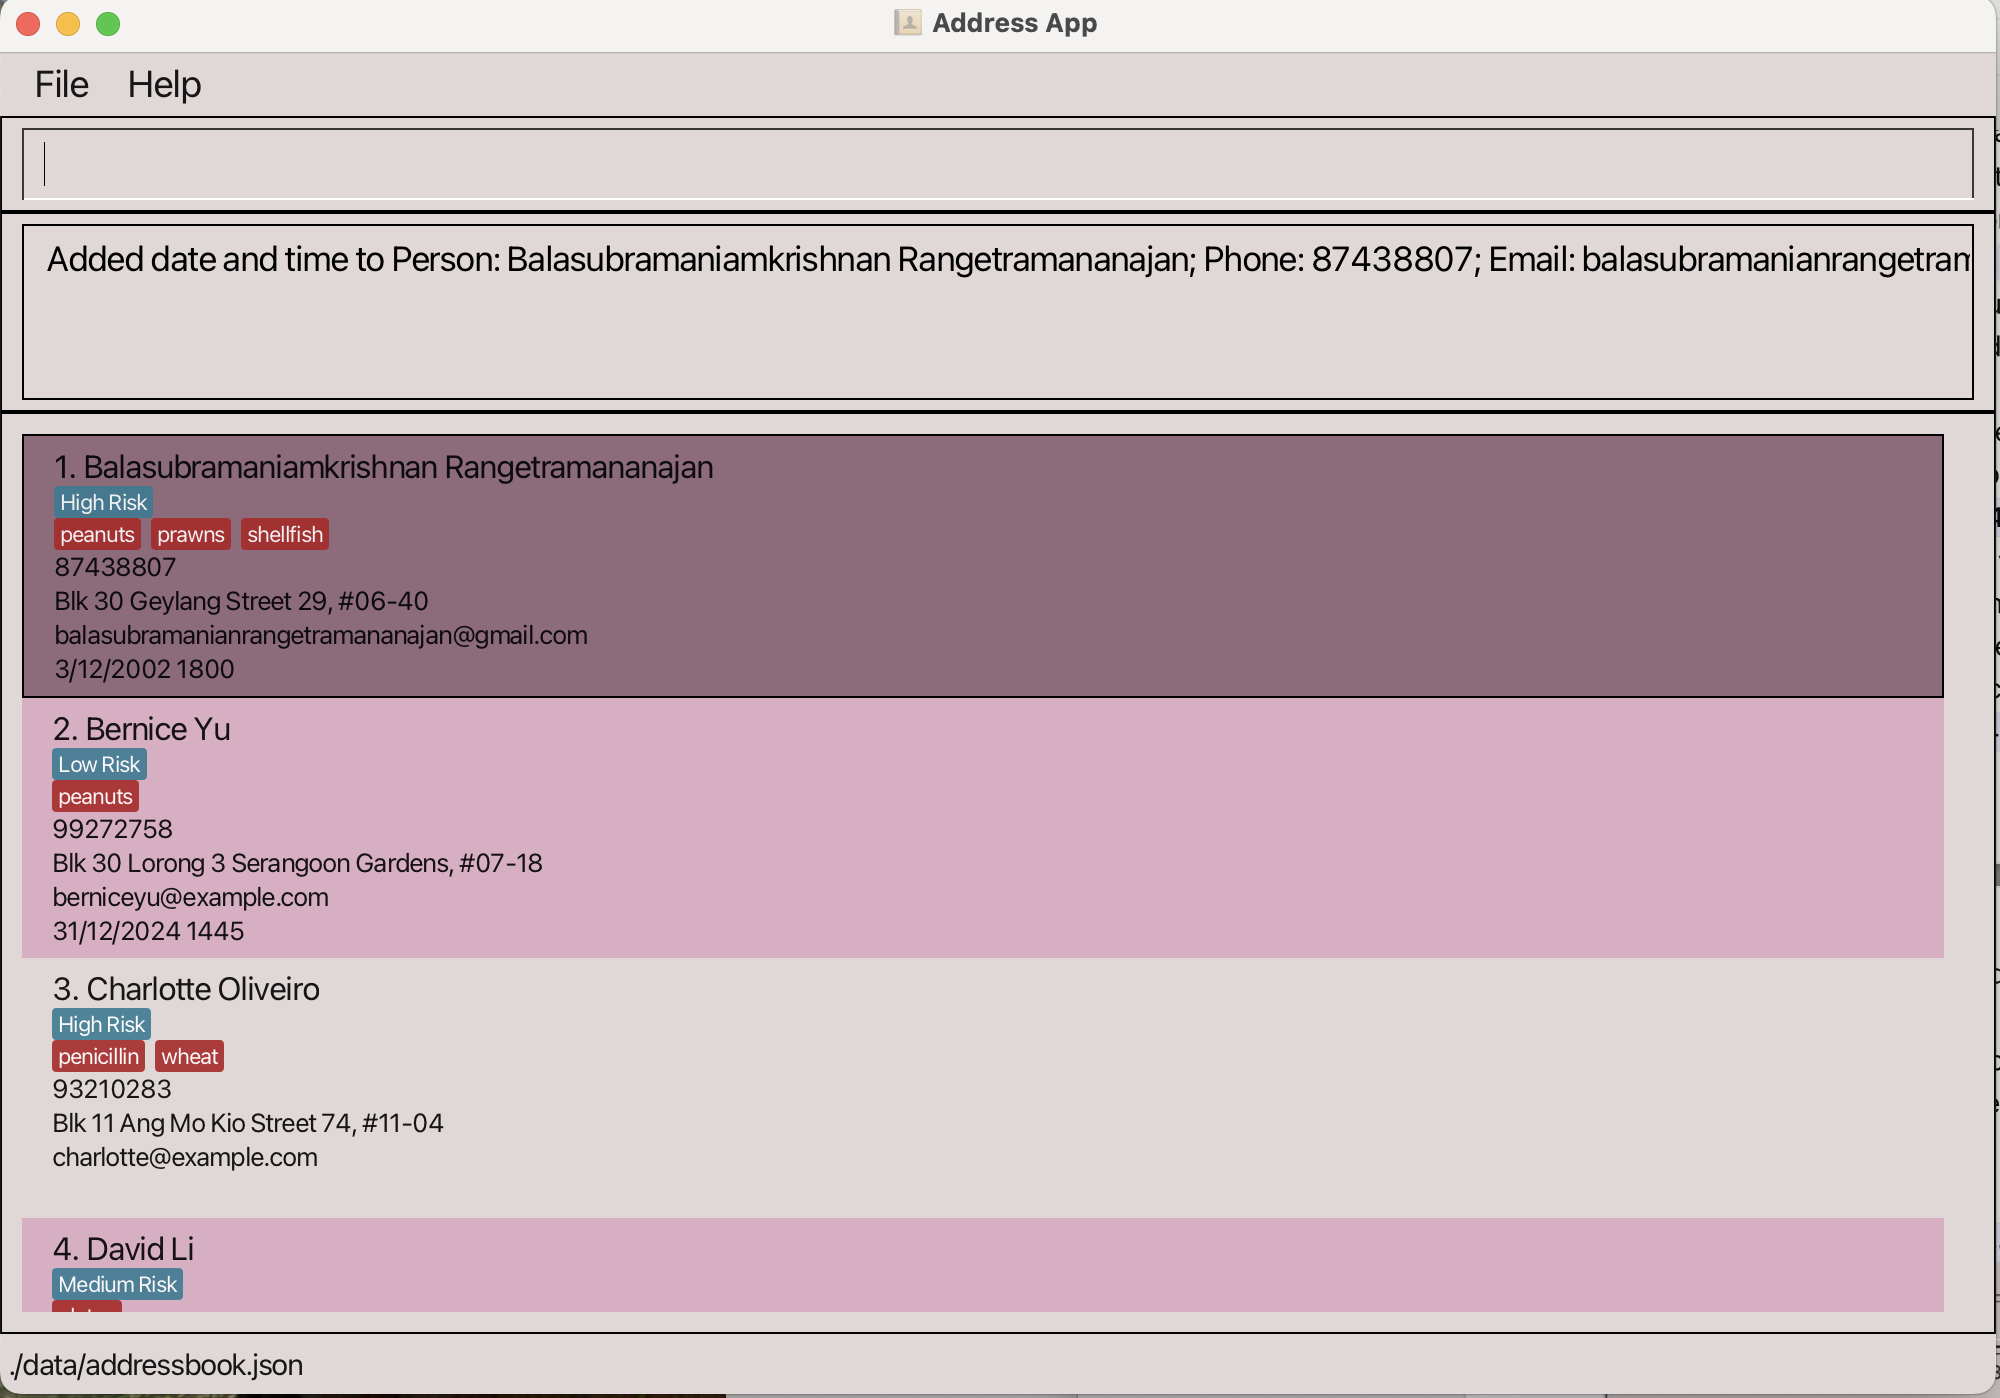 Address App
File Help
Added date and time to Person: Balasubramaniamkrishnan Rangetramananajan; Phone: 87438807; Email: balasubramanianrangetram
1. Balasubramaniamkrishnan Rangetramananajan
High Risk
peanuts prawns shellfish
87438807
Blk 30 Geylang Street 29, #06-40
balasubramanianrangetramananajan@gmail.com
3/12/2002 1800
2. Bernice Yu
Low Risk
peanuts
99272758
Blk 30 Lorong 3 Serangoon Gardens, #07-18
berniceyu@example.com
31/12/2024 1445
3. Charlotte Oliveiro
High Risk
penicillin wheat
93210283
Blk 11 Ang Mo Kio Street 74, #11-04
charlotte@example.com
4. David Li
Medium Risk
./data/addressbook.json